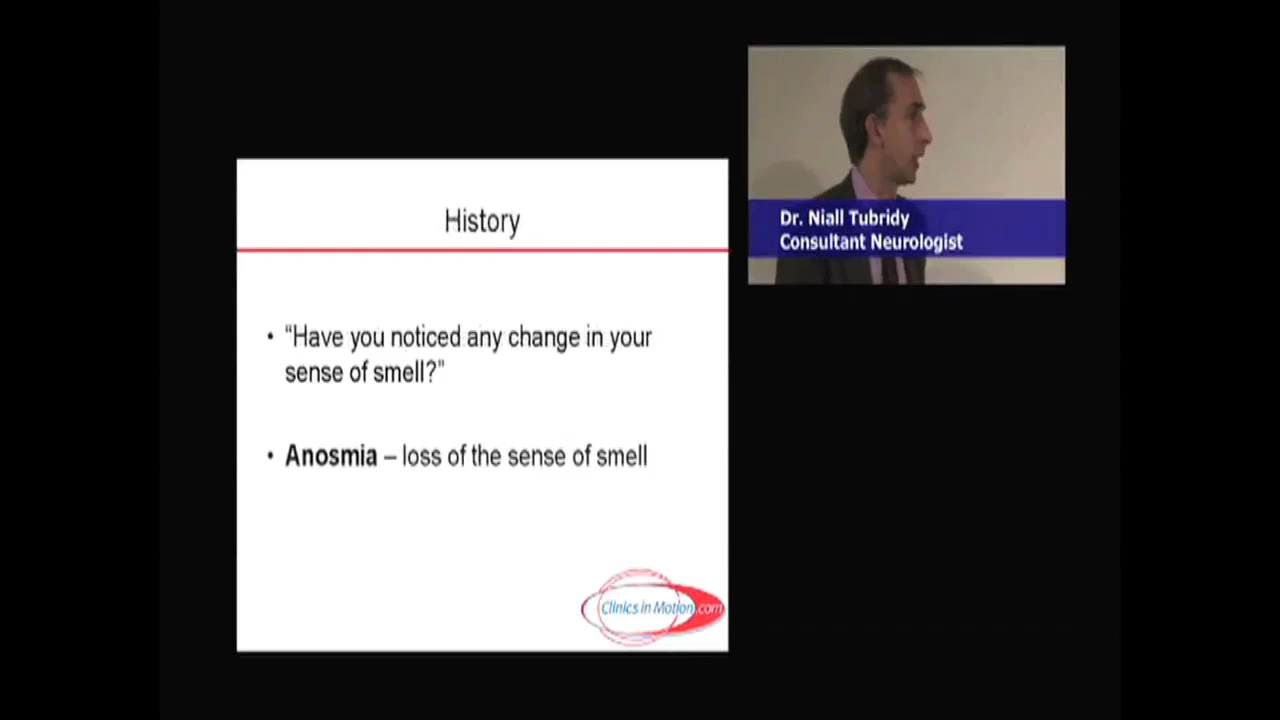 History
• “Have you noticed any change in your
sense of smell?”
• Anosmia – loss of the sense of smell
Clinics in Motion.com
Dr. Niall Tubridy
Consultant Neurologist